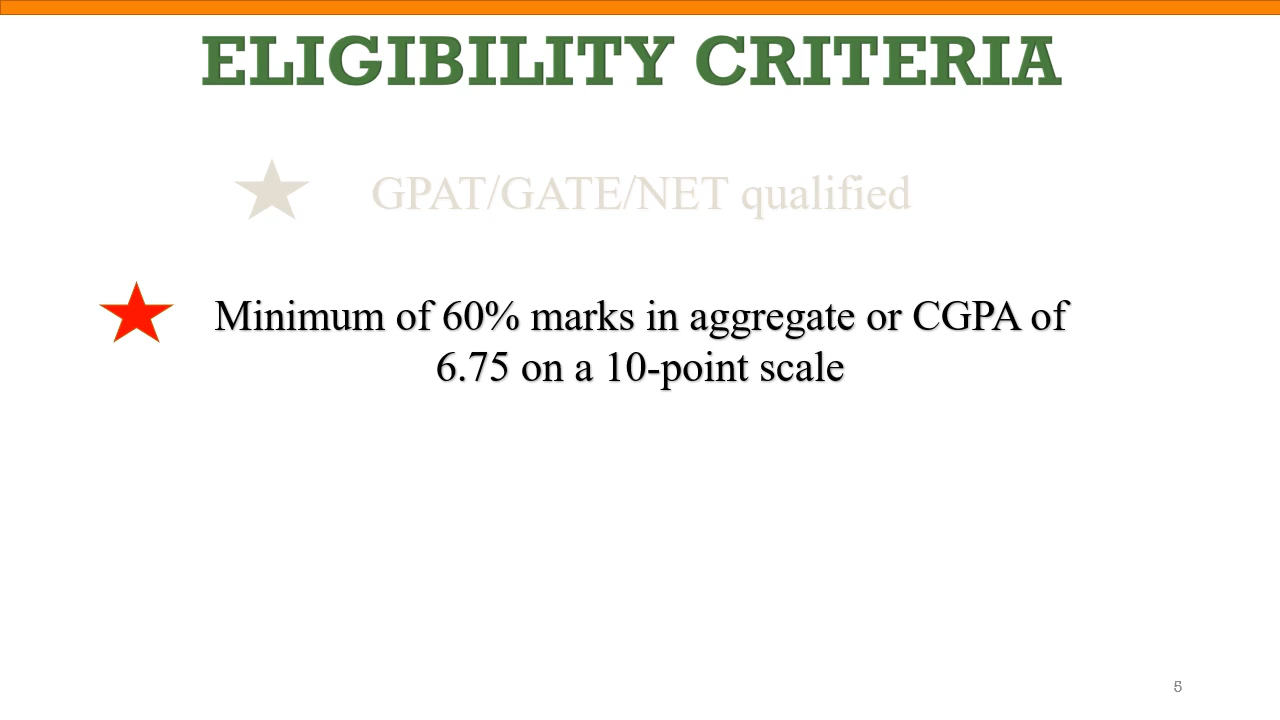 ELIGIBILITY CRITERIA
GPAT/GATE/NET qualified
Minimum of 60% marks in aggregate or CGPA of
6.75 on a 10-point scale
5